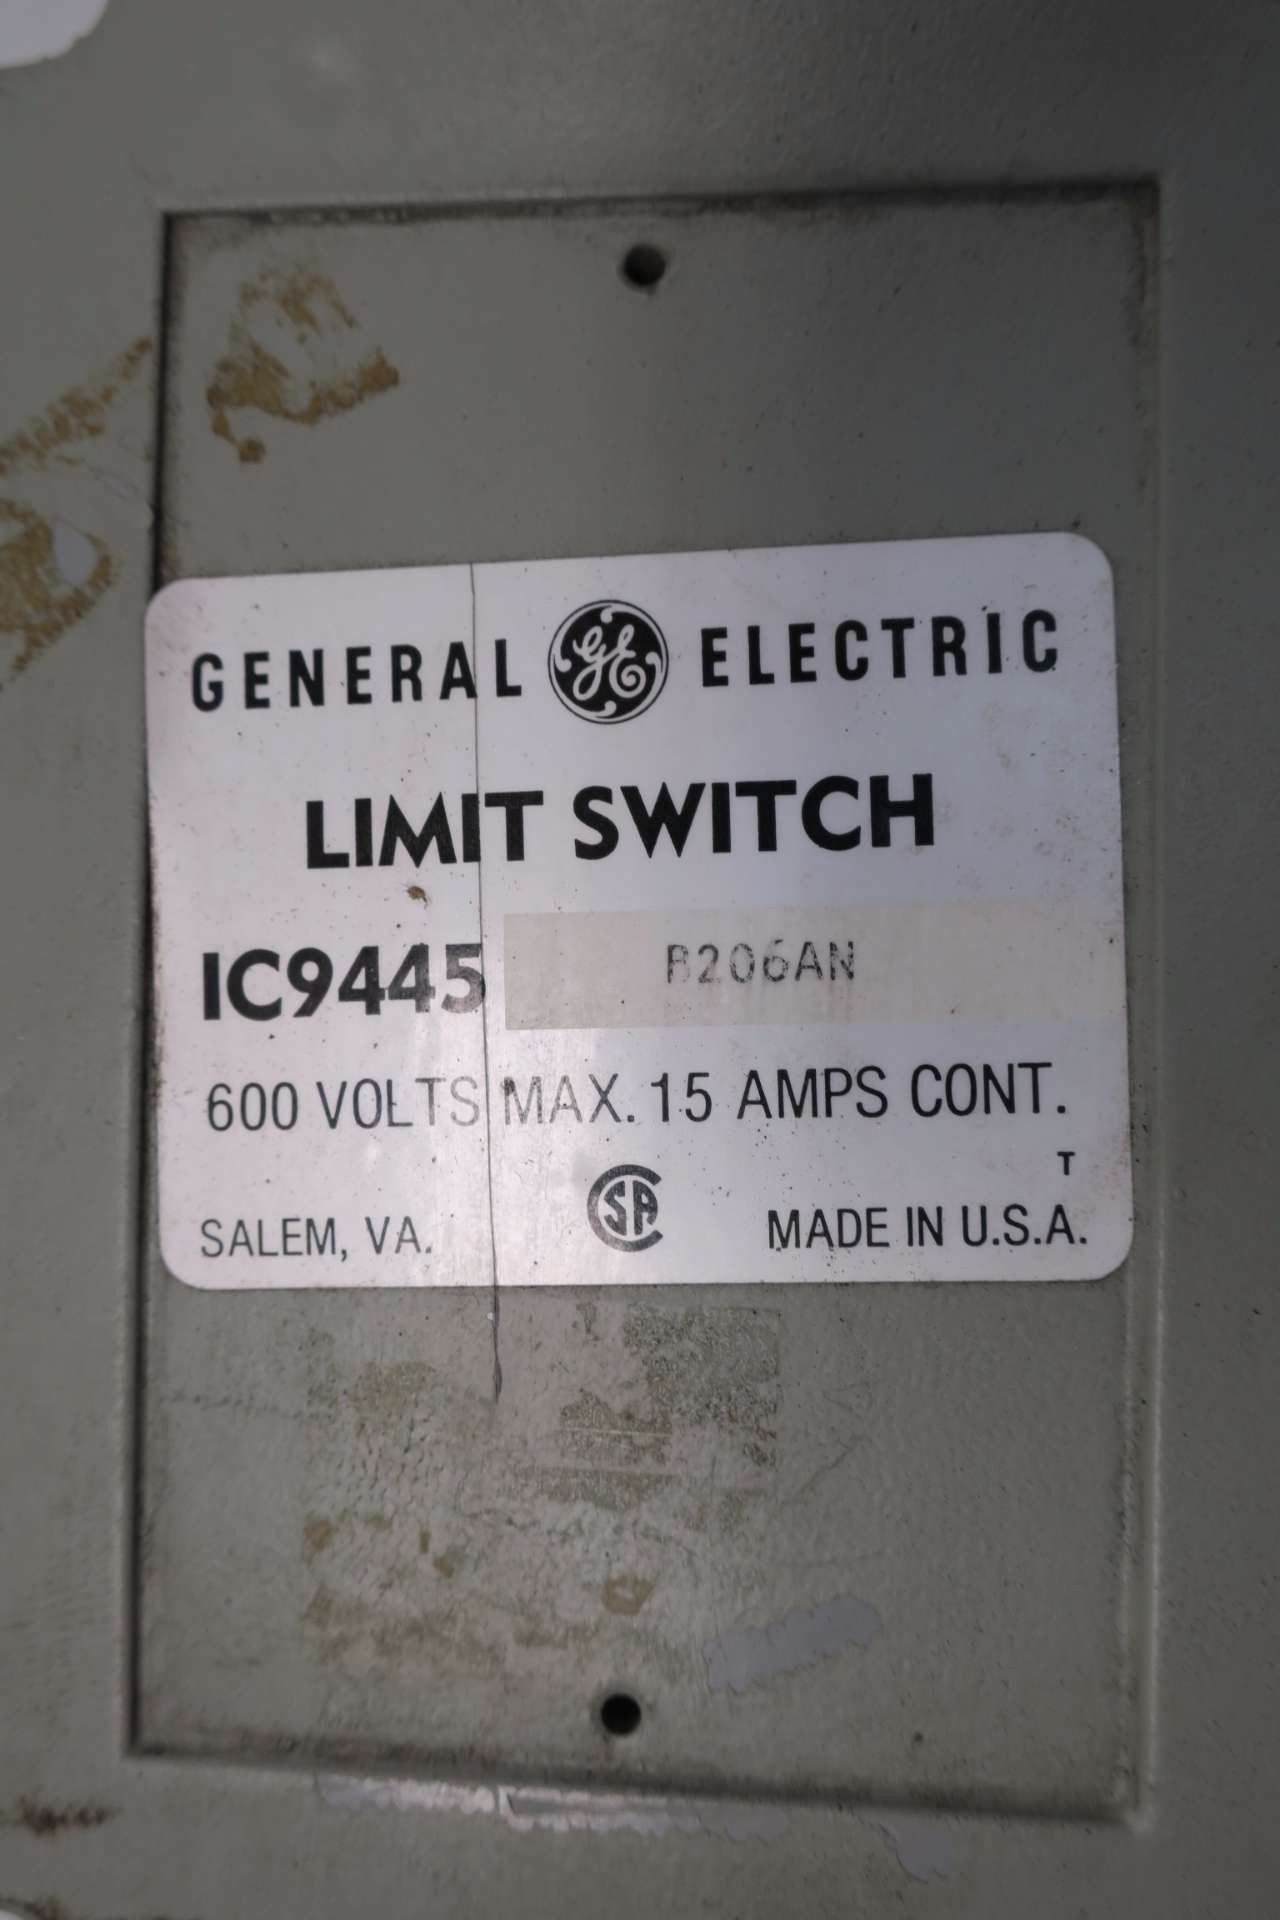 GENERAL GE ELECTRIC
LIMIT SWITCH
IC9445 B206AN
600 VOLTS MAX. 15 AMPS CONT.
T
SALEM, VA. CSA MADE IN U.S.A.